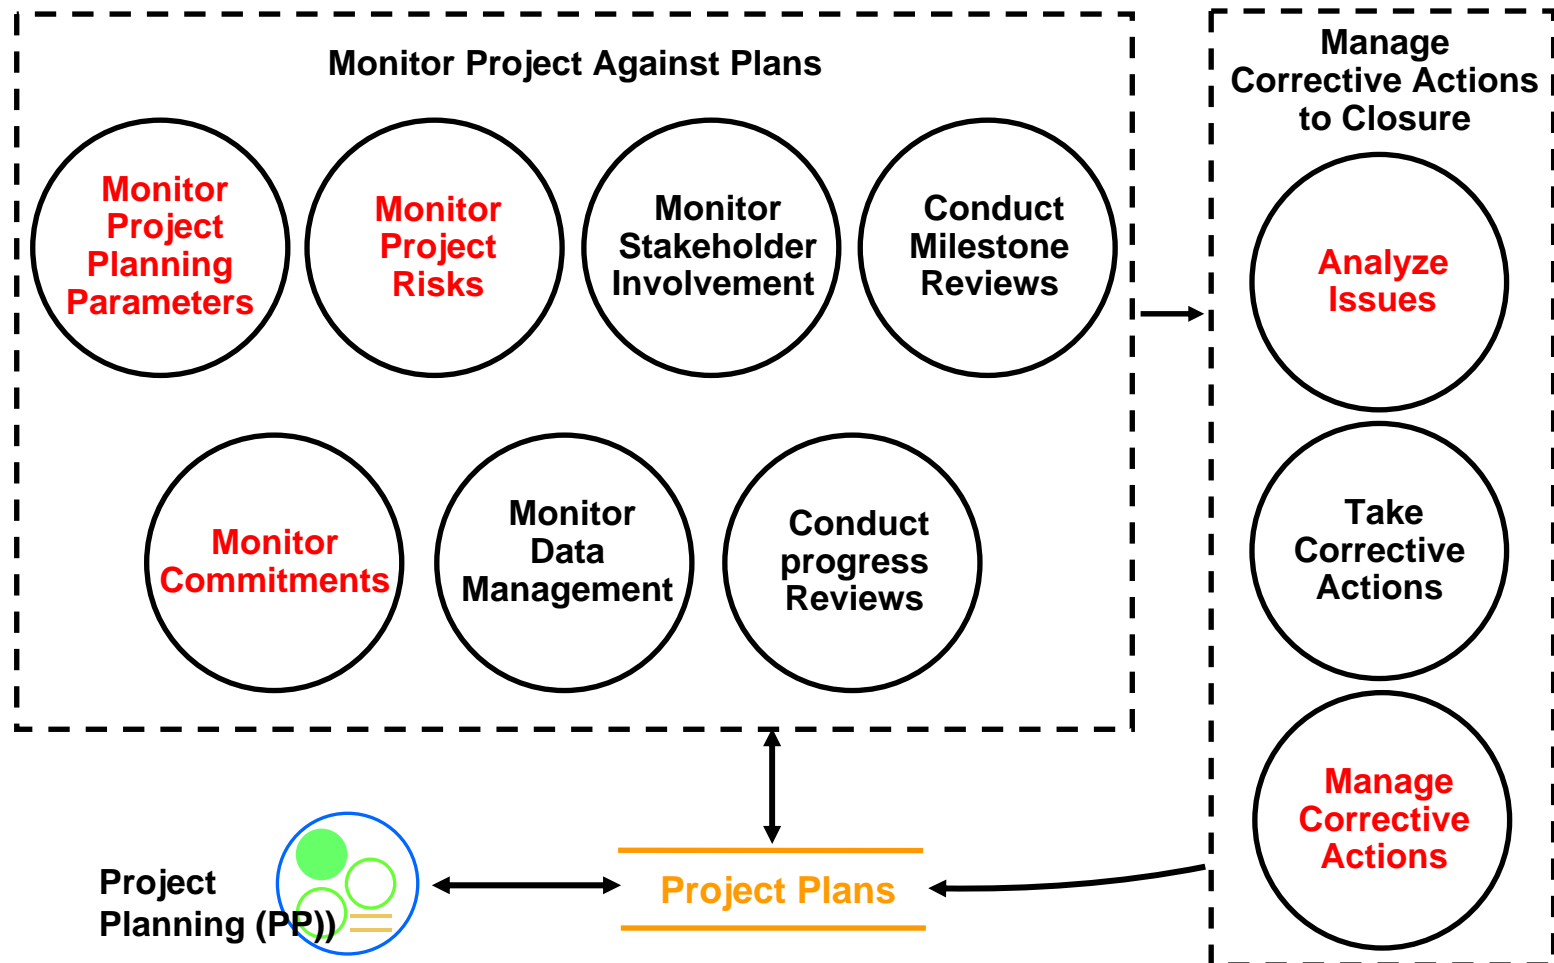 Monitor Project Against Plans
Monitor
Project
Planning
Parameters
Monitor
Project
Risks
Monitor
Stakeholder
Involvement
Conduct
Milestone
Reviews
Monitor
Commitments
Monitor
Data
Management
Conduct
progress
Reviews
Manage
Corrective Actions
to Closure
Analyze
Issues
Take
Corrective
Actions
Manage
Corrective
Actions
Project
Planning (PP))
Project Plans